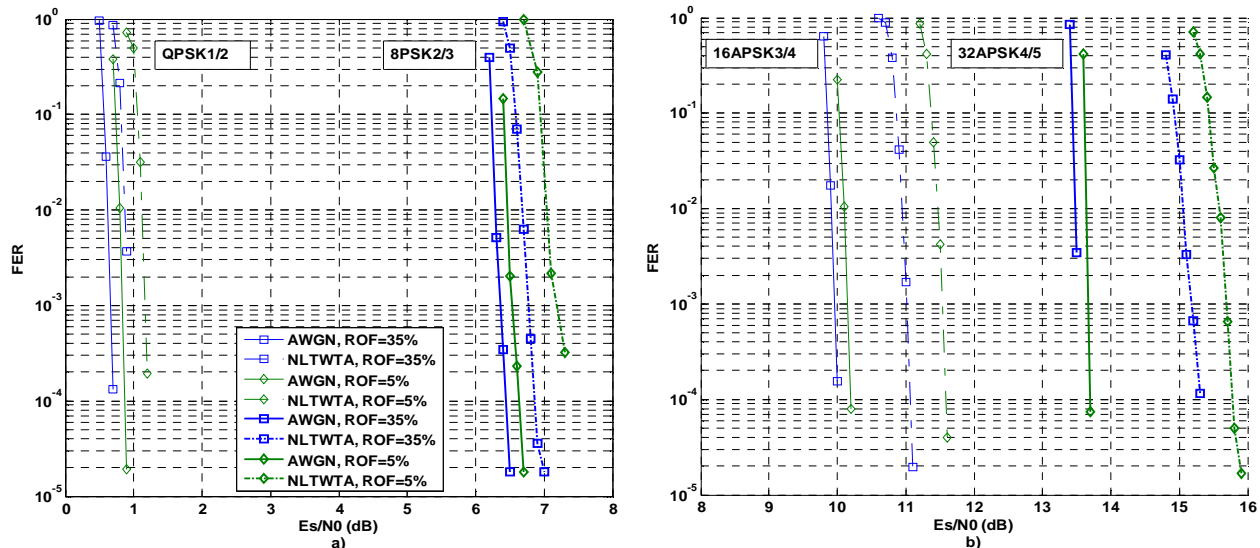 10^0
10^-1
10^-2
10^-3
10^-4
10^-5
FER
QPSK1/2
8PSK2/3
AWGN, ROF=35%
NLTWTA, ROF=35%
AWGN, ROF=5%
NLTWTA, ROF=5%
AWGN, ROF=35%
NLTWTA, ROF=35%
AWGN, ROF=5%
NLTWTA, ROF=5%
0 1 2 3 4 5 6 7 8
Es/N0 (dB)
a)
10^0
10^-1
10^-2
10^-3
10^-4
10^-5
FER
16APSK3/4
32APSK4/5
8 9 10 11 12 13 14 15 16
Es/N0 (dB)
b)